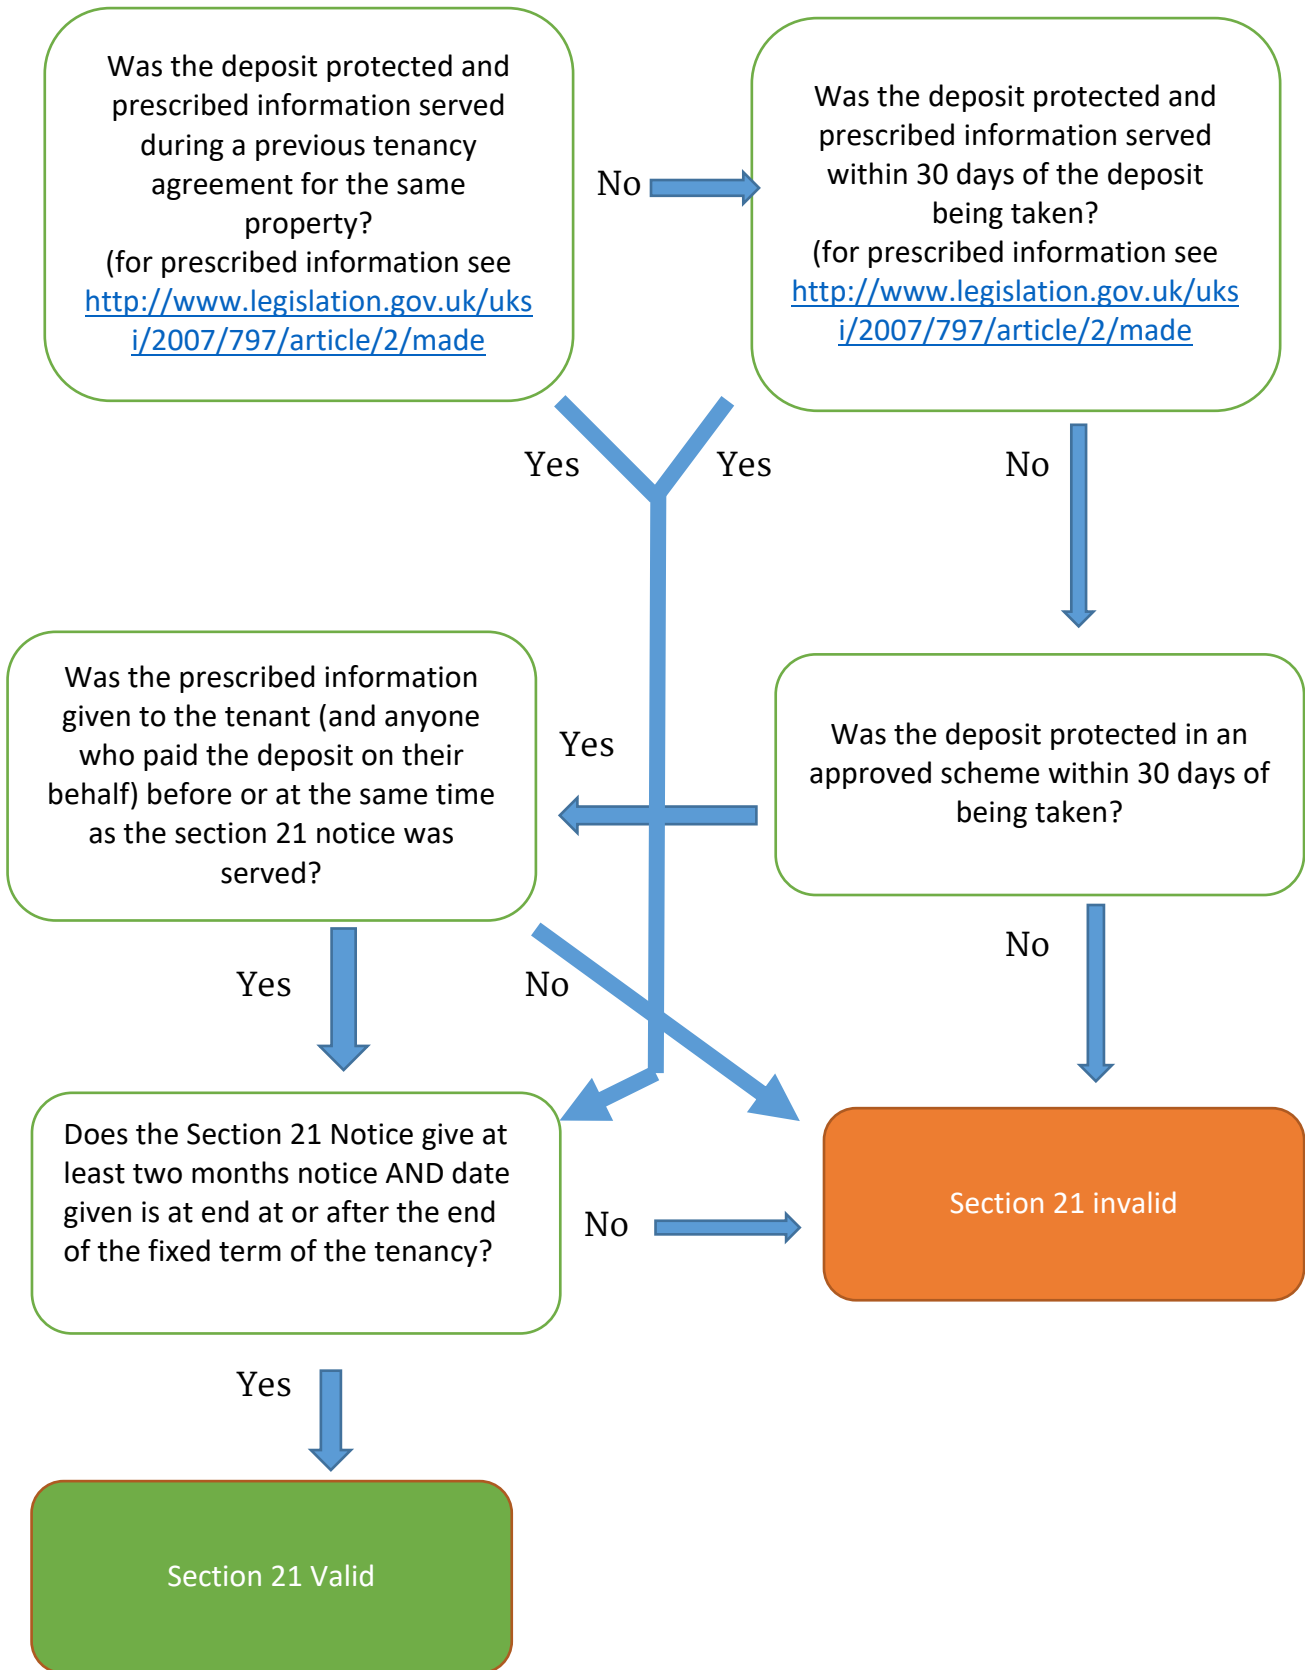 Was the deposit protected and
prescribed information served
during a previous tenancy
agreement for the same
property?
(for prescribed information see
http://www.legislation.gov.uk/uks
i/2007/797/article/2/made
No
Was the deposit protected and
prescribed information served
within 30 days of the deposit
being taken?
(for prescribed information see
http://www.legislation.gov.uk/uks
i/2007/797/article/2/made
Yes
Yes
No
Was the prescribed information
given to the tenant (and anyone
who paid the deposit on their
behalf) before or at the same time
as the section 21 notice was
served?
Yes
Was the deposit protected in an
approved scheme within 30 days of
being taken?
Yes
No
No
Does the Section 21 Notice give at
least two months notice AND date
given is at end at or after the end
of the fixed term of the tenancy?
No
Section 21 invalid
Yes
Section 21 Valid